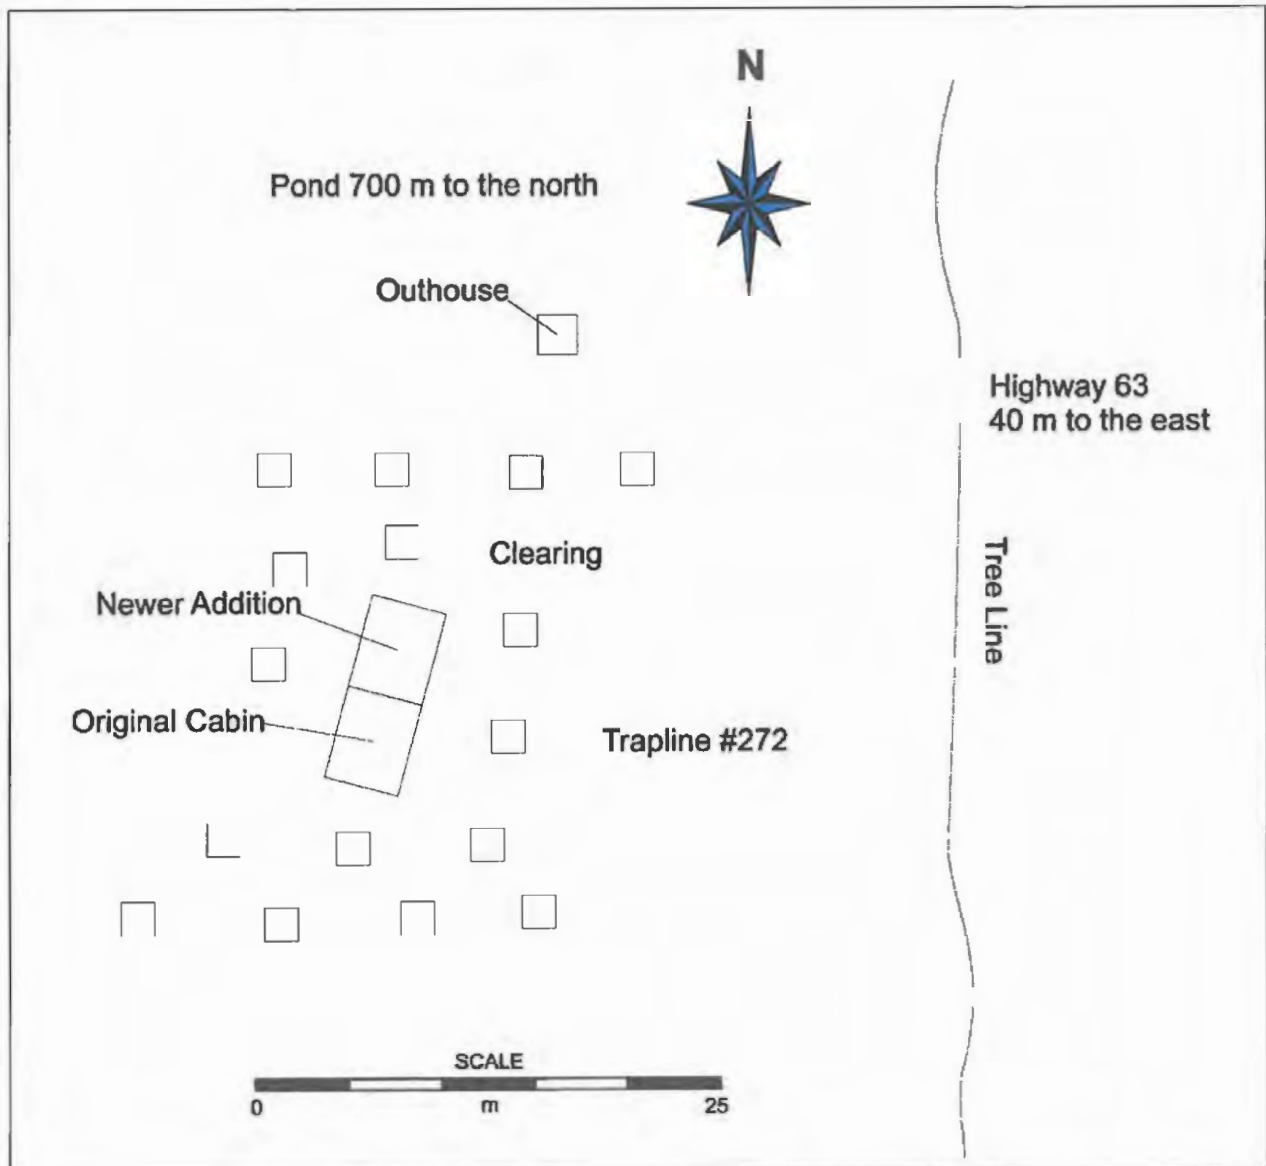 N
Pond 700 m to the north
Outhouse
Highway 63
40 m to the east
Clearing
Tree Line
Newer Addition
Original Cabin
Trapline #272
SCALE
0
m
25